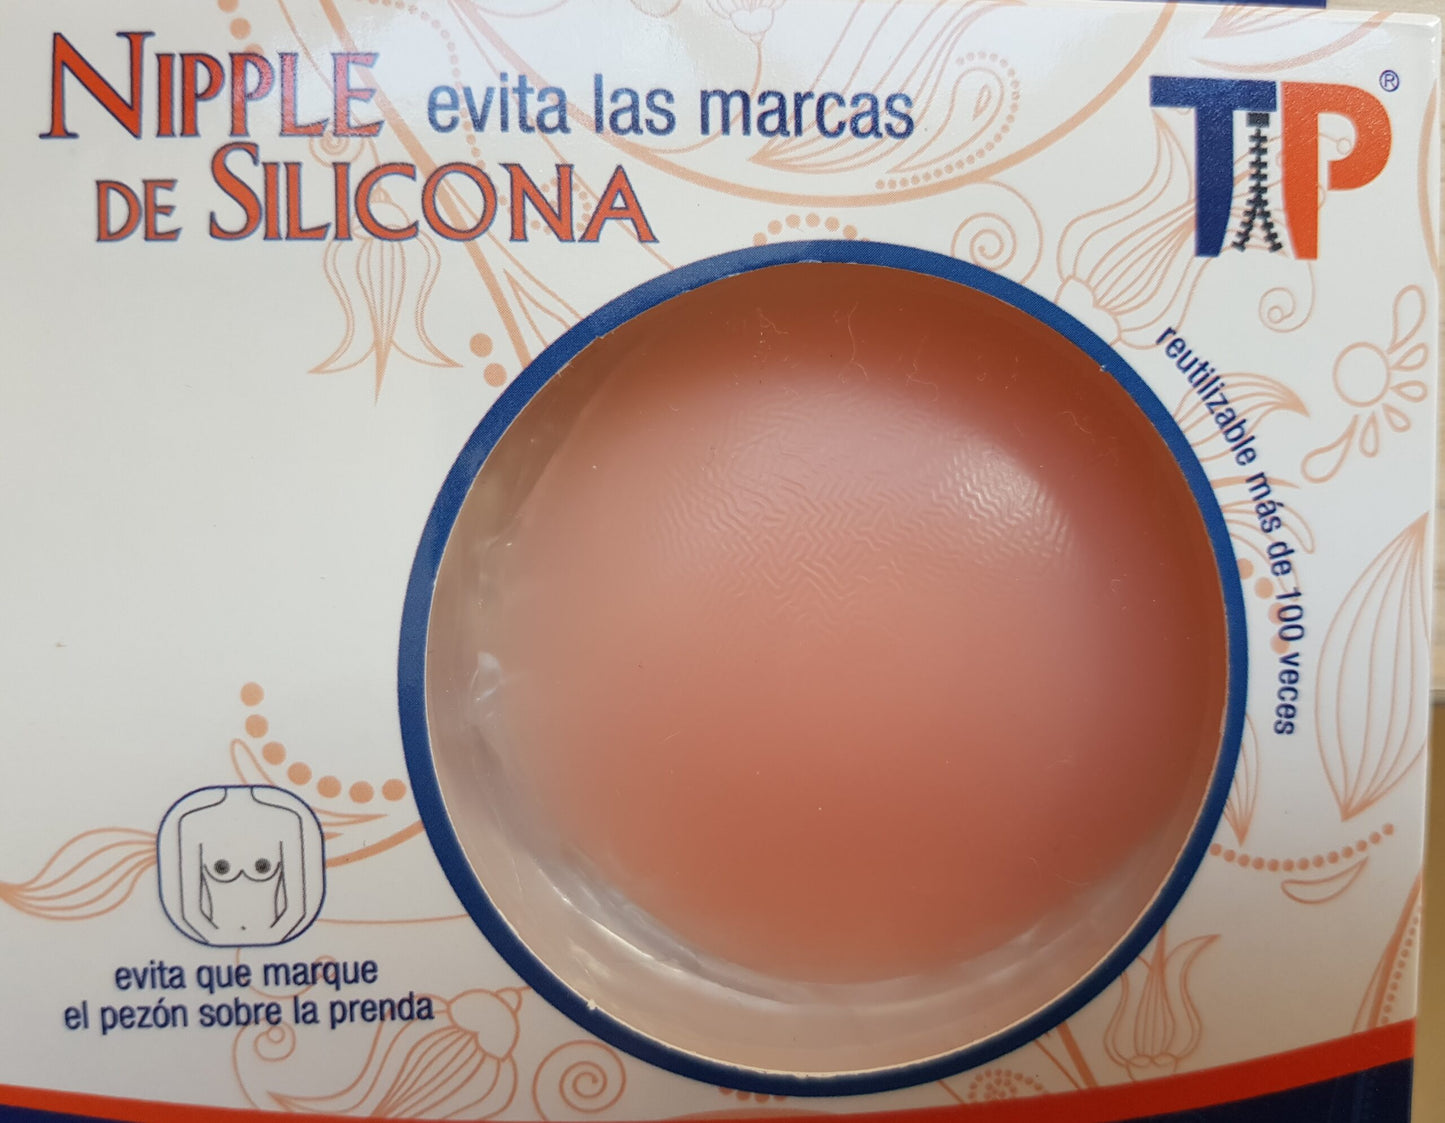 NIPPLE evita las marcas
DE SILICONA
TP®
reutilizable más de 100 veces
evita que marque
el pezón sobre la prenda